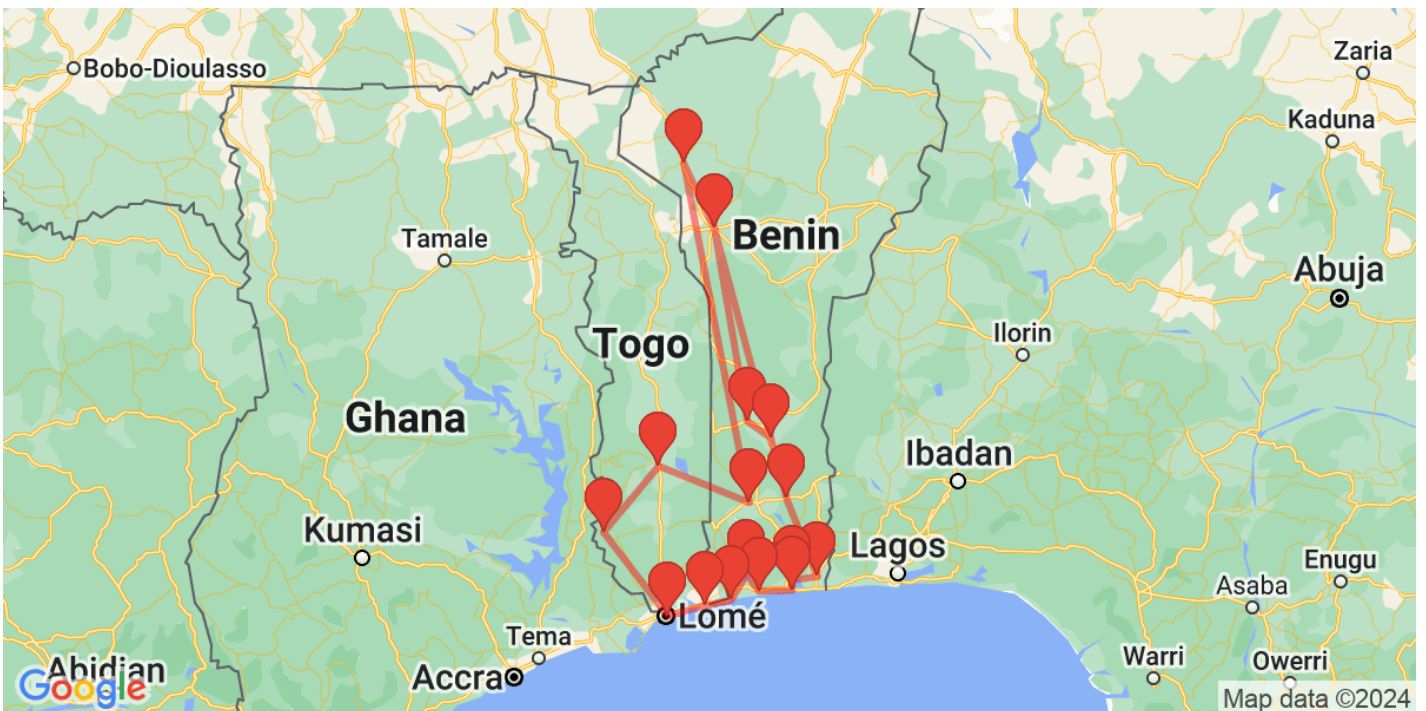 Zaria
Bobo-Dioulasso
Kaduna
Tamale
Benin
Abuja
Togo
Ilorin
Ghana
Ibadan
Kumasi
Lagos
Enugu
Asaba
Lomé
Tema
Warri
Owerri
Abidjan
Accra
Google
Map data ©2024